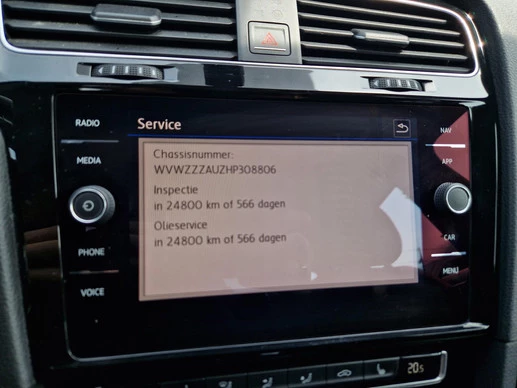 RADIO
MEDIA
PHONE
VOICE
Service
Chassisnummer:
WVWZZZAUZHP308806
Inspectie
in 24800 km of 566 dagen
Olieservice
in 24800 km of 566 dagen
NAV
APP
CAR
MENU
20.5